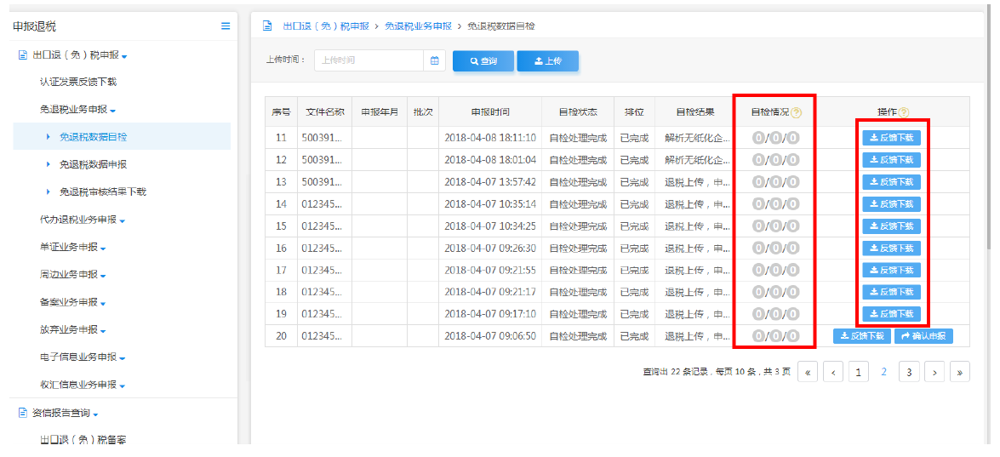 申报退税
出口退（免）税申报
认证发票反馈下载
免退税业务申报
免退税数据自检
免退税数据申报
免退税审核结果下载
代办退税业务申报
单证业务申报
周边业务申报
备案业务申报
放弃业务申报
电子信息业务申报
收汇信息业务申报
资信报告查询
出口退（免）税备案
出口退（免）税申报 > 免退税业务申报 > 免退税数据自检
上传时间： 上传时间 查询 上传
序号 文件名称 申报年月 批次 申报时间 自检状态 排位 自检结果 自检情况? 操作?
11 500391... 2018-04-08 18:11:10 自检处理完成 已完成 解析无纸化企... 0/0/0 反馈下载
12 500391... 2018-04-08 18:01:04 自检处理完成 已完成 解析无纸化企... 0/0/0 反馈下载
13 500391... 2018-04-07 13:57:42 自检处理完成 已完成 退税上传，申... 0/0/0 反馈下载
14 012345... 2018-04-07 10:35:14 自检处理完成 已完成 退税上传，申... 0/0/0 反馈下载
15 012345... 2018-04-07 10:34:25 自检处理完成 已完成 退税上传，申... 0/0/0 反馈下载
16 012345... 2018-04-07 09:26:30 自检处理完成 已完成 退税上传，申... 0/0/0 反馈下载
17 012345... 2018-04-07 09:21:55 自检处理完成 已完成 退税上传，申... 0/0/0 反馈下载
18 012345... 2018-04-07 09:21:17 自检处理完成 已完成 退税上传，申... 0/0/0 反馈下载
19 012345... 2018-04-07 09:17:10 自检处理完成 已完成 退税上传，申... 0/0/0 反馈下载
20 012345... 2018-04-07 09:06:50 自检处理完成 已完成 退税上传，申... 0/0/0 反馈下载 确认申报
查询出 22 条记录，每页 10 条，共 3 页 « ‹ 1 2 3 › »